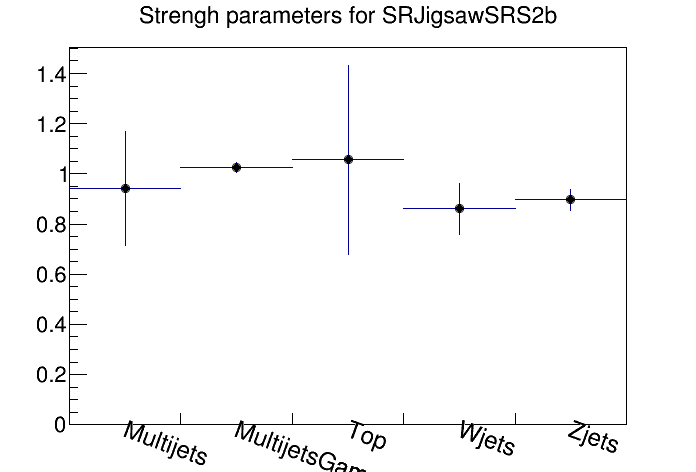 Strengh parameters for SRJigsawSRS2b
1.4
1.2
1
0.8
0.6
0.4
0.2
0
Multijets
MultijetsGam
Top
Wjets
Zjets